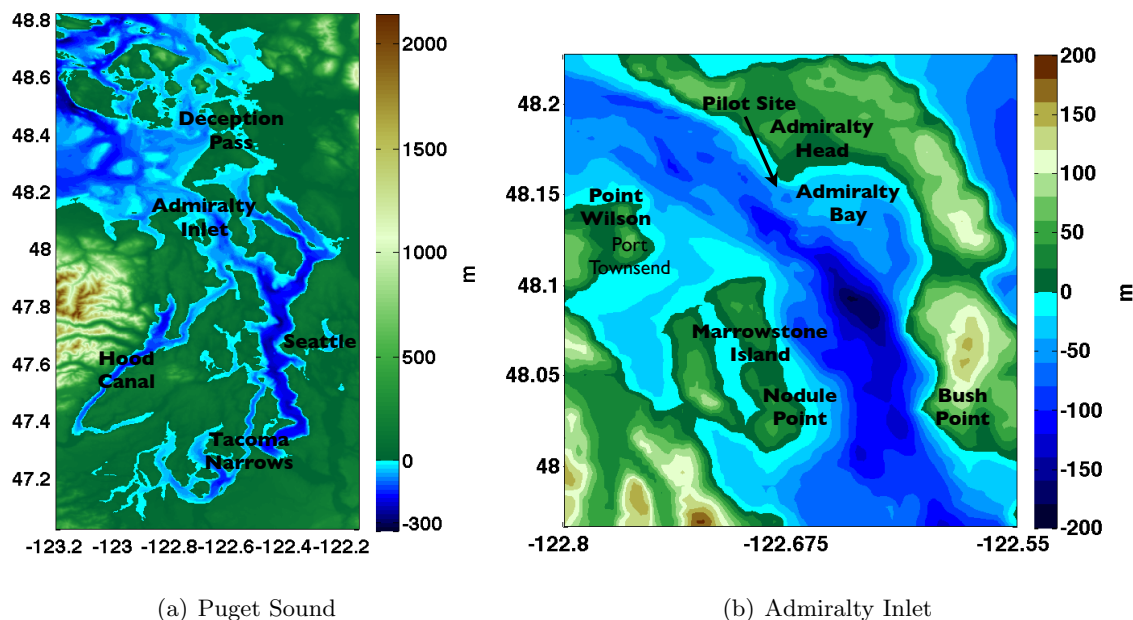 48.8
48.6
48.4
48.2
48
47.8
47.6
47.4
47.2
-123.2 -123 -122.8 -122.6 -122.4 -122.2
Deception
Pass
Admiralty
Inlet
Seattle
Hood
Canal
Tacoma
Narrows
2000
1500
1000
500
0
-300
m
(a) Puget Sound
48.2
48.15
48.1
48.05
48
-122.8 -122.675 -122.55
Pilot Site
Admiralty
Head
Admiralty
Bay
Point
Wilson
Port
Townsend
Marrowstone
Island
Nodule
Point
Bush
Point
200
150
100
50
0
-50
-100
-150
-200
m
(b) Admiralty Inlet